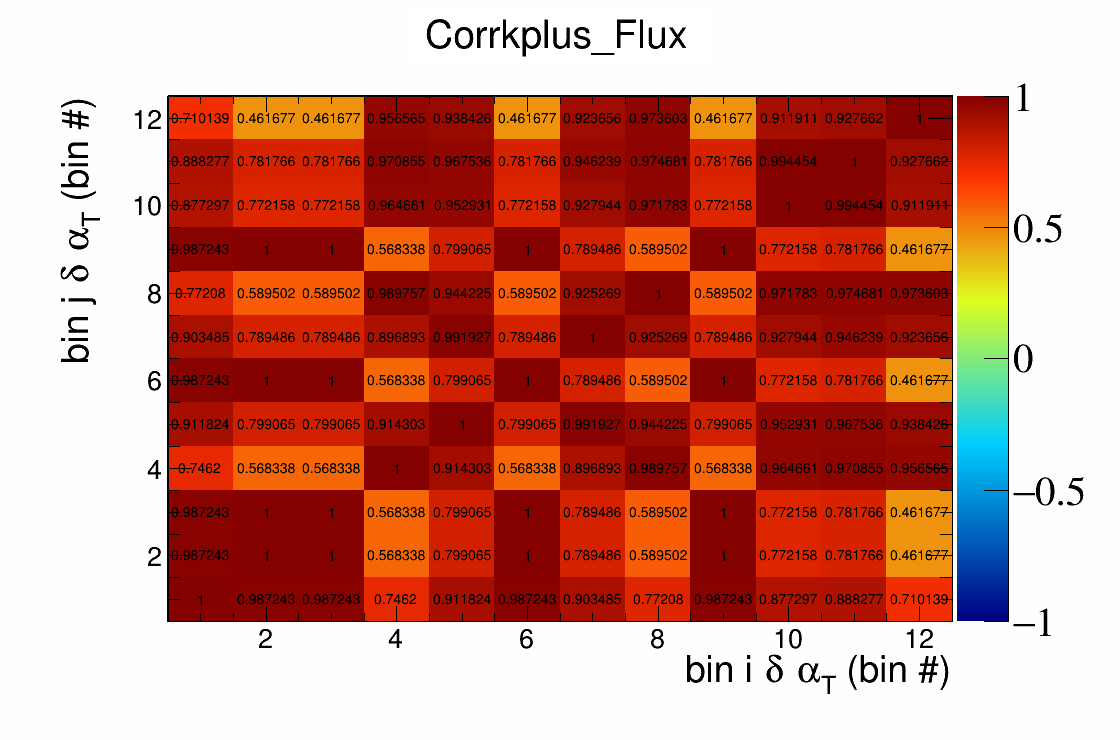 Corrkplus_Flux
bin j δ α_T (bin #)
12 0.710139 0.461677 0.461677 0.956565 0.938426 0.461677 0.923656 0.973603 0.461677 0.911911 0.927662 1
0.888277 0.781766 0.781766 0.970855 0.967536 0.781766 0.946239 0.974681 0.781766 0.994454 1 0.927662
10 0.877297 0.772158 0.772158 0.964661 0.952931 0.772158 0.927944 0.971783 0.772158 1 0.994454 0.911911
0.987243 1 1 0.568338 0.799065 1 0.789486 0.589502 1 0.772158 0.781766 0.461677
8 0.77208 0.589502 0.589502 0.989757 0.944225 0.589502 0.925269 1 0.589502 0.971783 0.974681 0.973603
0.903485 0.789486 0.789486 0.896893 0.991927 0.789486 1 0.925269 0.789486 0.927944 0.946239 0.923656
6 0.987243 1 1 0.568338 0.799065 1 0.789486 0.589502 1 0.772158 0.781766 0.461677
0.911824 0.799065 0.799065 0.914303 1 0.799065 0.991927 0.944225 0.799065 0.952931 0.967536 0.938426
4 0.7462 0.568338 0.568338 1 0.914303 0.568338 0.896893 0.989757 0.568338 0.964661 0.970855 0.956565
0.987243 1 1 0.568338 0.799065 1 0.789486 0.589502 1 0.772158 0.781766 0.461677
2 0.987243 1 1 0.568338 0.799065 1 0.789486 0.589502 1 0.772158 0.781766 0.461677
1 0.987243 0.987243 0.7462 0.911824 0.987243 0.903485 0.77208 0.987243 0.877297 0.888277 0.710139
2 4 6 8 10 12
bin i δ α_T (bin #)
1
0.5
0
−0.5
−1